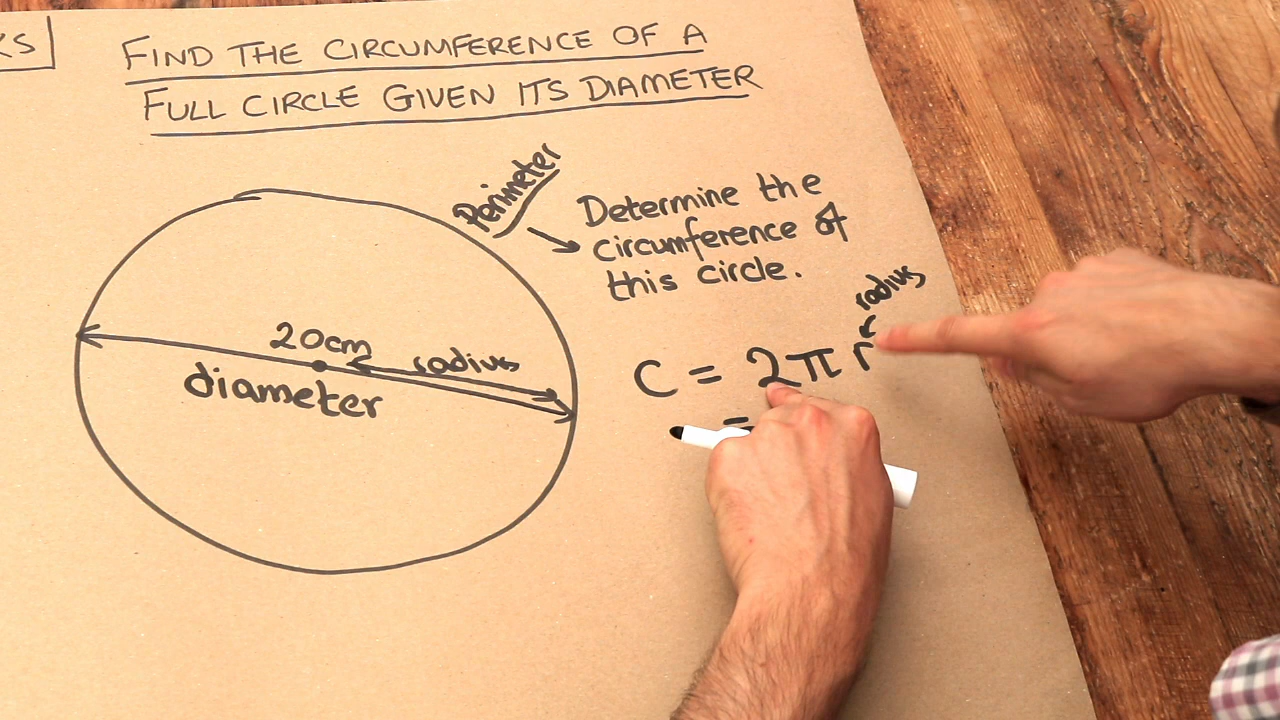 KS
FIND THE CIRCUMFERENCE OF A
FULL CIRCLE GIVEN ITS DIAMETER
Perimeter
Determine the
circumference of
this circle.
20cm
radius
diameter
radius
C = 2πr
=